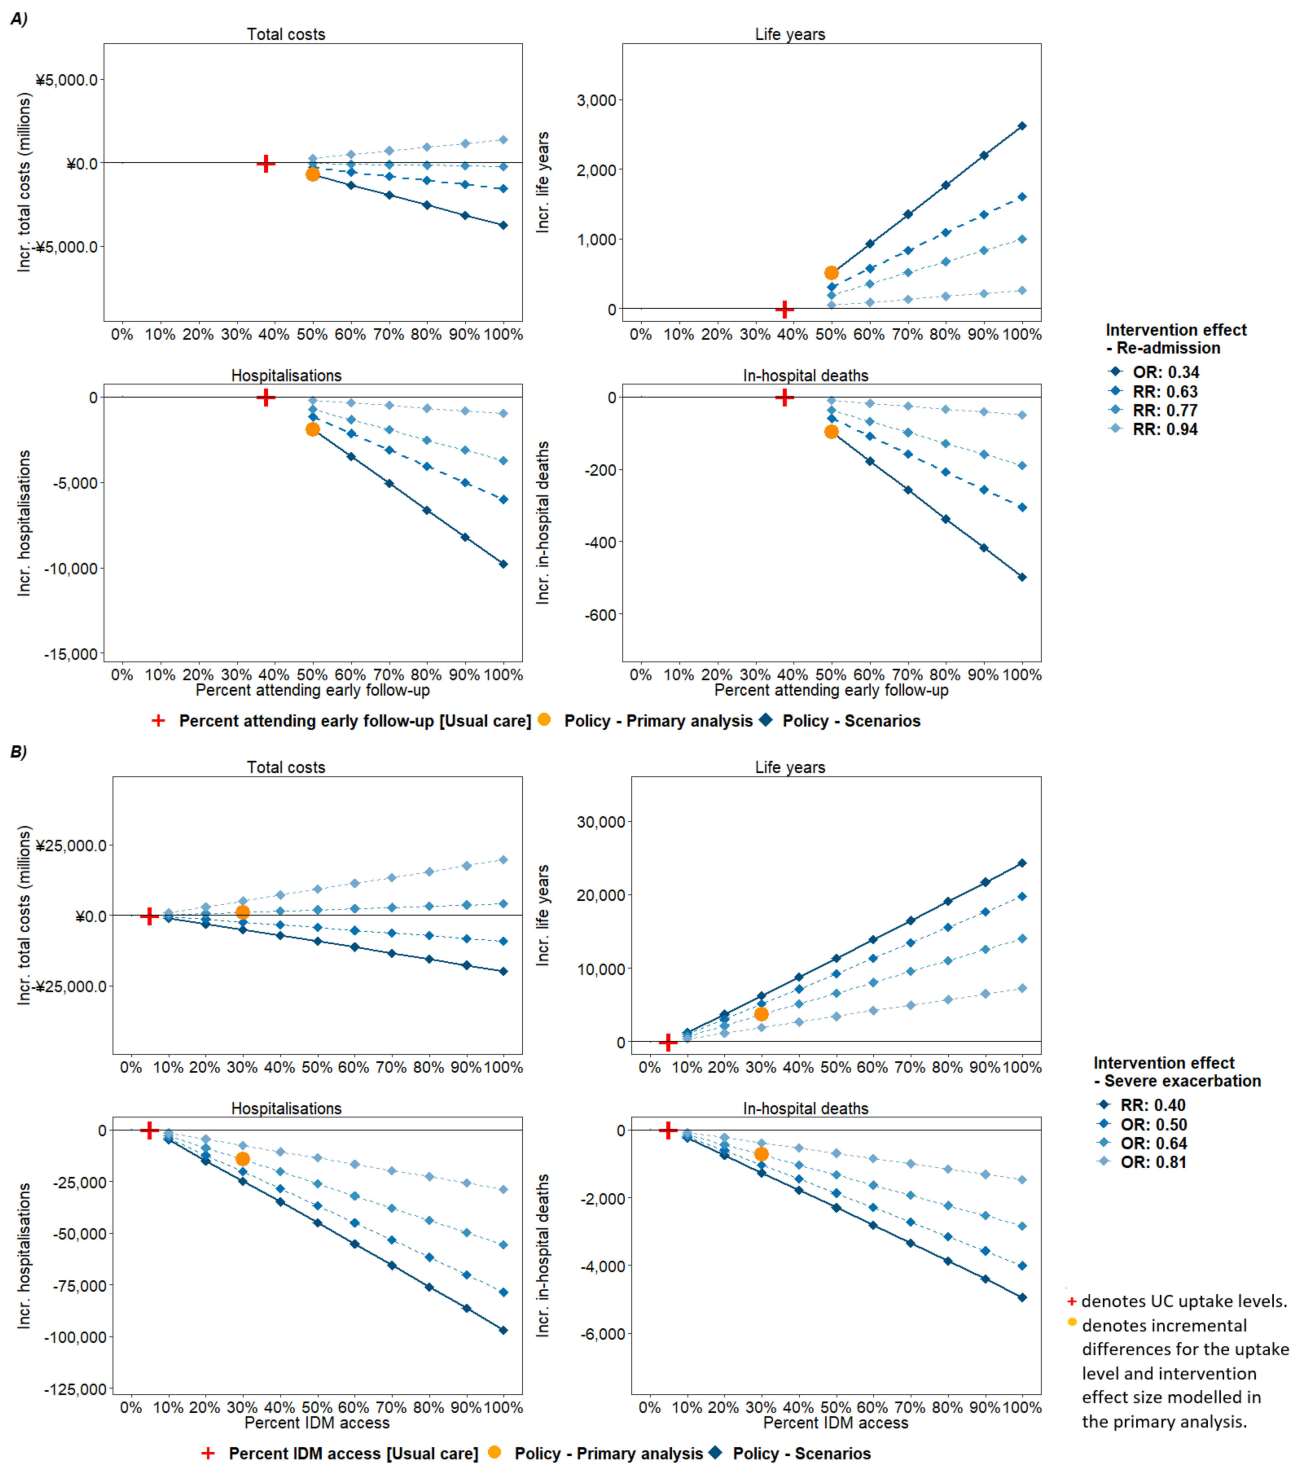 A)
Total costs
Life years
Incr. total costs (millions)
¥5,000.0
¥0.0
-¥5,000.0
0% 10% 20% 30% 40% 50% 60% 70% 80% 90% 100%
Incr. life years
3,000
2,000
1,000
0
0% 10% 20% 30% 40% 50% 60% 70% 80% 90% 100%
Hospitalisations
In-hospital deaths
Incr. hospitalisations
0
-5,000
-10,000
-15,000
0% 10% 20% 30% 40% 50% 60% 70% 80% 90% 100%
Percent attending early follow-up
Incr. in-hospital deaths
0
-200
-400
-600
0% 10% 20% 30% 40% 50% 60% 70% 80% 90% 100%
Percent attending early follow-up
Intervention effect
- Re-admission
OR: 0.34
RR: 0.63
RR: 0.77
RR: 0.94
Percent attending early follow-up [Usual care] Policy - Primary analysis Policy - Scenarios
B)
Total costs
Life years
Incr. total costs (millions)
¥25,000.0
¥0.0
-¥25,000.0
0% 10% 20% 30% 40% 50% 60% 70% 80% 90% 100%
Incr. life years
30,000
20,000
10,000
0
0% 10% 20% 30% 40% 50% 60% 70% 80% 90% 100%
Hospitalisations
In-hospital deaths
Incr. hospitalisations
0
-25,000
-50,000
-75,000
-100,000
-125,000
0% 10% 20% 30% 40% 50% 60% 70% 80% 90% 100%
Percent IDM access
Incr. in-hospital deaths
0
-2,000
-4,000
-6,000
0% 10% 20% 30% 40% 50% 60% 70% 80% 90% 100%
Percent IDM access
Intervention effect
- Severe exacerbation
RR: 0.40
OR: 0.50
OR: 0.64
OR: 0.81
+ denotes UC uptake levels.
denotes incremental
differences for the uptake
level and intervention
effect size modelled in
the primary analysis.
Percent IDM access [Usual care] Policy - Primary analysis Policy - Scenarios